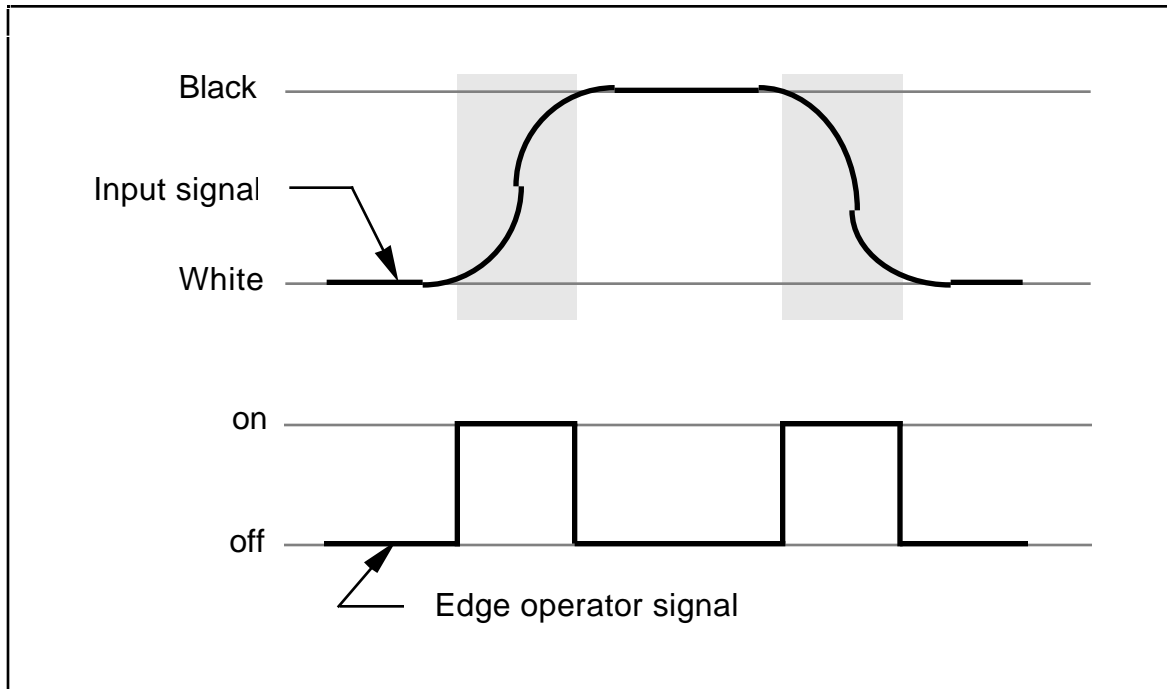 Black
Input signal
White
on
off
Edge operator signal